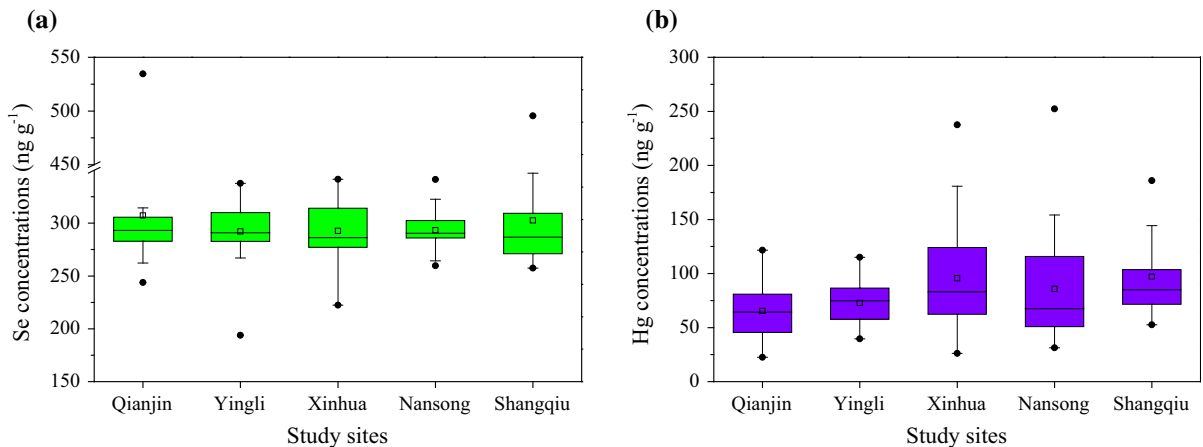 (a)
Se concentrations (ng g⁻¹)
550
500
450
300
250
200
150
Qianjin Yingli Xinhua Nansong Shangqiu
Study sites
(b)
Hg concentrations (ng g⁻¹)
300
250
200
150
100
50
0
Qianjin Yingli Xinhua Nansong Shangqiu
Study sites